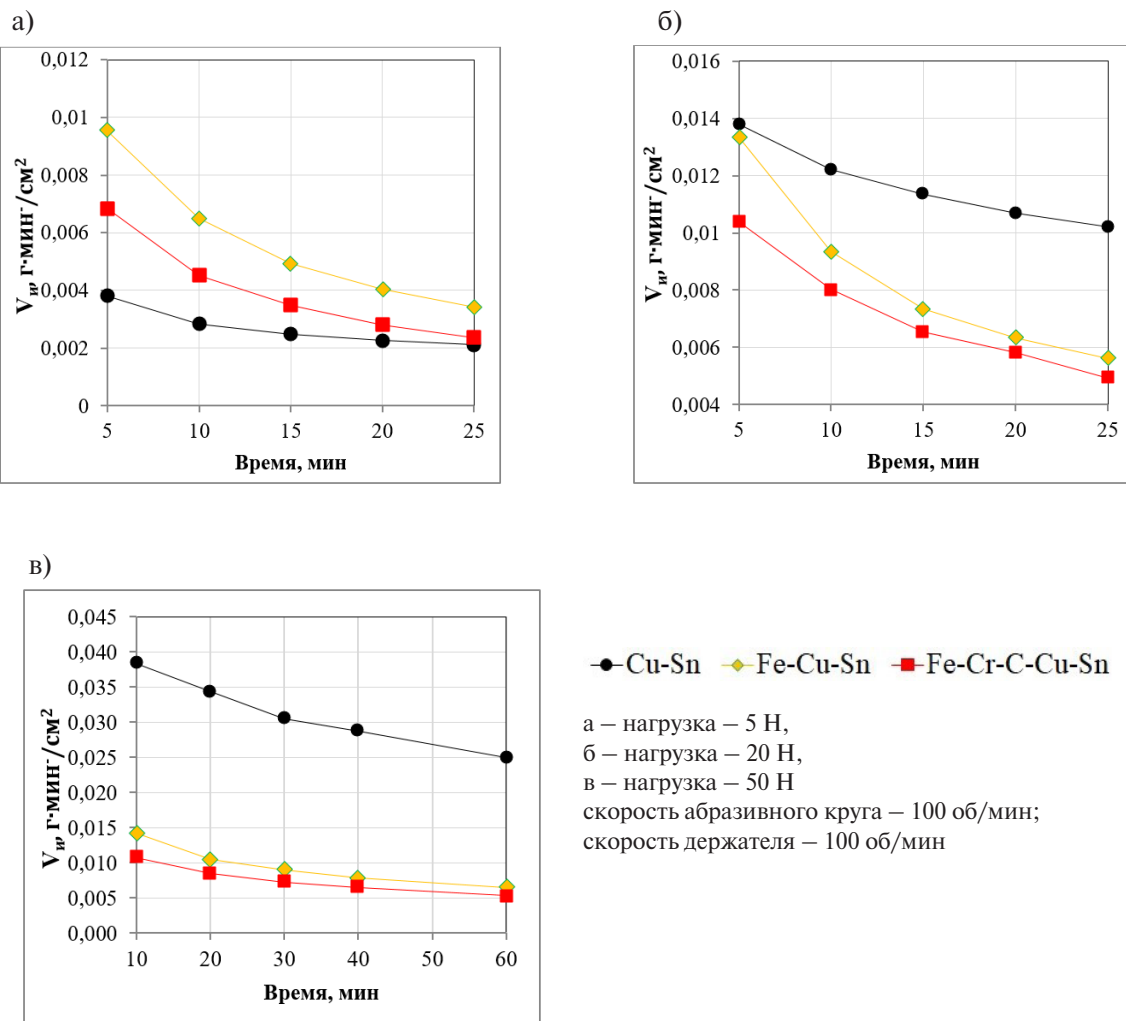 а)
0,012
0,01
0,008
0,006
0,004
0,002
0
5 10 15 20 25
Vи, г·мин⁻/см²
Время, мин
б)
0,016
0,014
0,012
0,01
0,008
0,006
0,004
5 10 15 20 25
Vи, г·мин⁻/см²
Время, мин
в)
0,045
0,040
0,035
0,030
0,025
0,020
0,015
0,010
0,005
0,000
10 20 30 40 50 60
Vи, г·мин⁻/см²
Время, мин
Cu-Sn Fe-Cu-Sn Fe-Cr-C-Cu-Sn
а – нагрузка – 5 Н,
б – нагрузка – 20 Н,
в – нагрузка – 50 Н
скорость абразивного круга – 100 об/мин;
скорость держателя – 100 об/мин